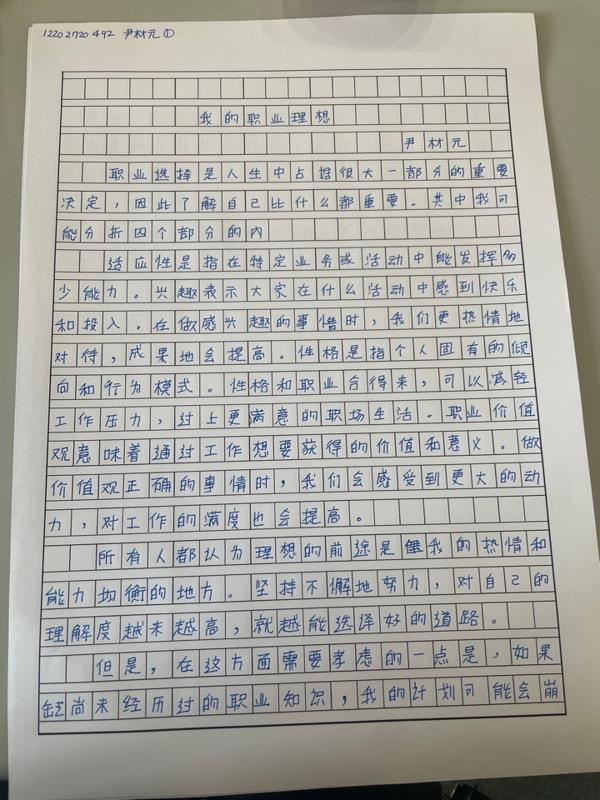 12202720492 尹材元①
我的职业理想
尹材元
职业选择是人生中占据很大一部分的重要
决定，因此了解自己比什么都重要。其中我可
能分折四个部分的内
适应性是指在特定业务或活动中能发挥多
少能力。兴趣表示大家在什么活动中感到快乐
和投入。在做感兴趣的事情时，我们更热情地
对待，成果地会提高。性格是指个人固有的倾
向和行为模式。性格和职业合得来，可以减轻
工作压力，过上更满意的职场生活。职业价值
观意味着通过工作想要获得的价值和意义。做
价值观正确的事情时，我们会感受到更大的动
力，对工作的满度也会提高。
所有人都认为理想的前途是我的热情和
能力均衡的地方。坚持不懈地努力，对自己的
理解度越来越高，就越能选择好的道路。
但是，在这方面需要考虑的一点是，如果
缺尚未经历过的职业知识，我的计划可能会崩